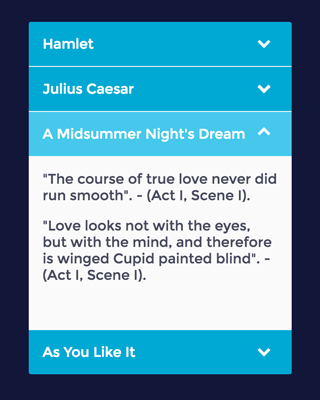 Hamlet
Julius Caesar
A Midsummer Night's Dream
"The course of true love never did
run smooth". - (Act I, Scene I).
"Love looks not with the eyes,
but with the mind, and therefore
is winged Cupid painted blind". -
(Act I, Scene I).
As You Like It